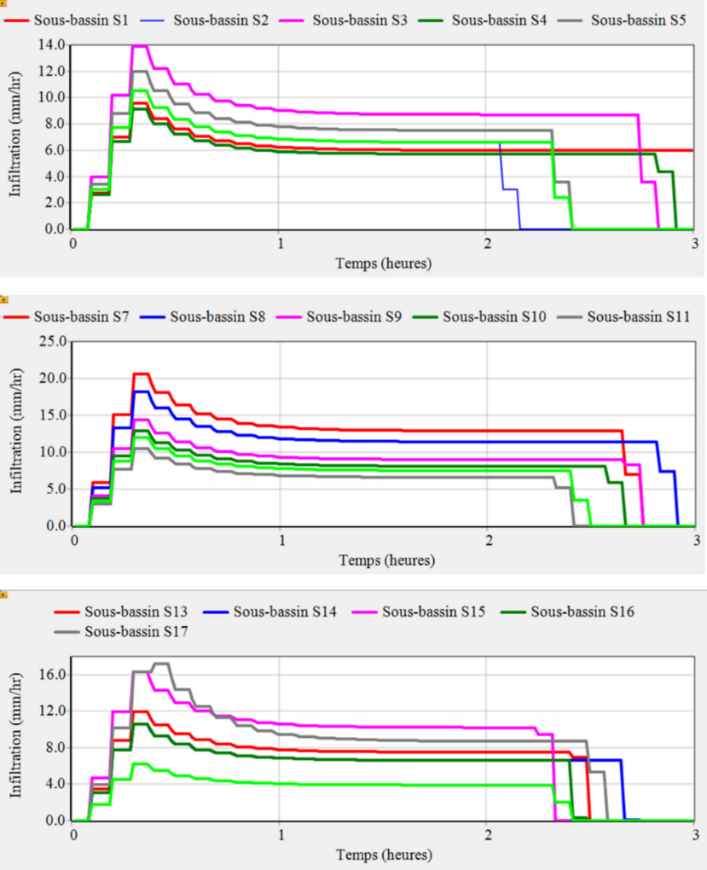 Sous-bassin S1 Sous-bassin S2 Sous-bassin S3 Sous-bassin S4 Sous-bassin S5
14.0
12.0
10.0
8.0
6.0
4.0
2.0
0.0
Infiltration (mm/hr)
0 1 2 3
Temps (heures)
Sous-bassin S7 Sous-bassin S8 Sous-bassin S9 Sous-bassin S10 Sous-bassin S11
25.0
20.0
15.0
10.0
5.0
0.0
Infiltration (mm/hr)
0 1 2 3
Temps (heures)
Sous-bassin S13 Sous-bassin S14 Sous-bassin S15 Sous-bassin S16
Sous-bassin S17
16.0
12.0
8.0
4.0
0.0
Infiltration (mm/hr)
0 1 2 3
Temps (heures)